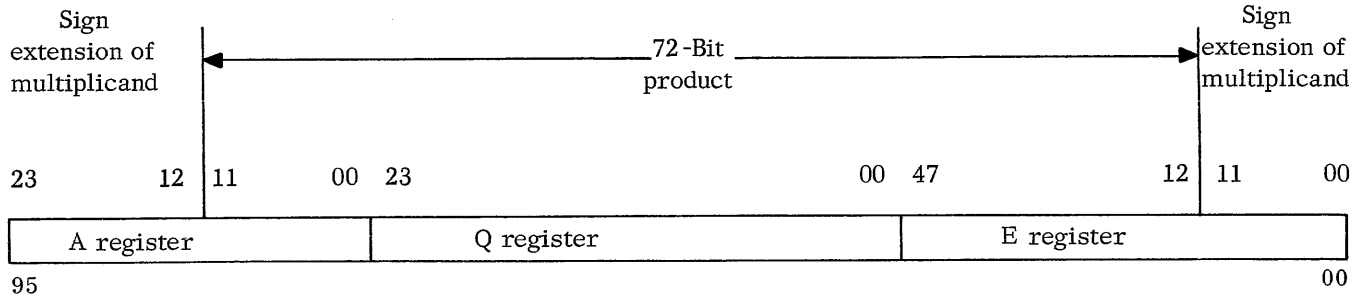 Sign
extension of
multiplicand
72-Bit
product
Sign
extension of
multiplicand
23 12 11 00 23 00 47 12 11 00
A register Q register E register
95 00